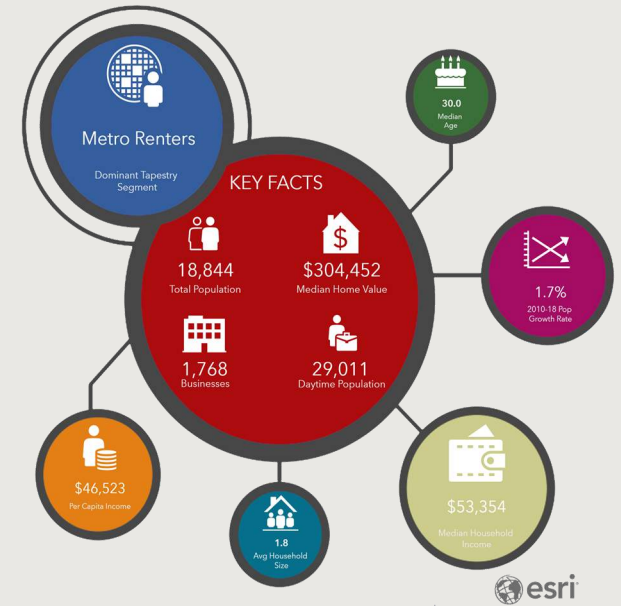 Metro Renters
Dominant Tapestry
Segment
KEY FACTS
18,844
Total Population
$304,452
Median Home Value
1,768
Businesses
29,011
Daytime Population
30.0
Median
Age
1.7%
2010-18 Pop
Growth Rate
$46,523
Per Capita Income
1.8
Avg Household
Size
$53,354
Median Household
Income
$
esri